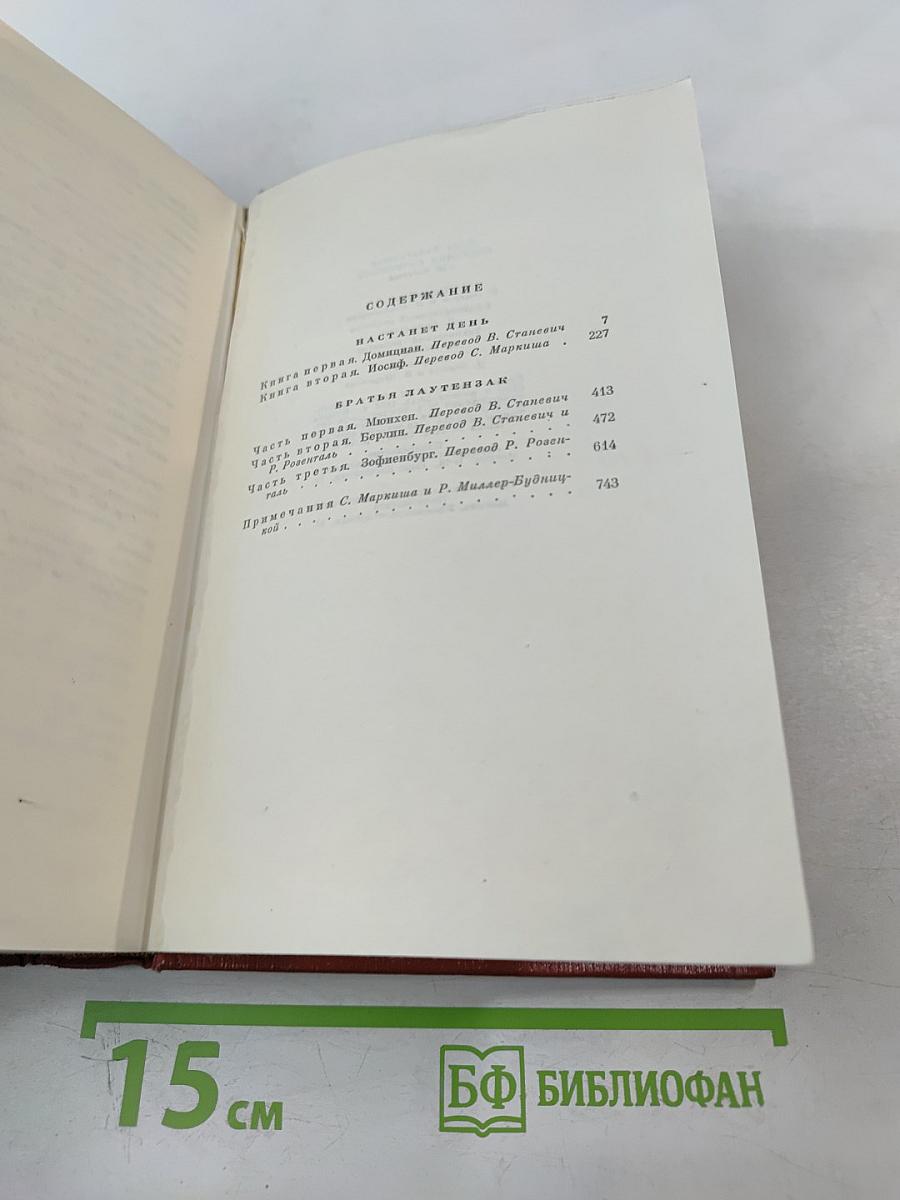 СОДЕРЖАНИЕ
НАСТАНЕТ ДЕНЬ
Книга первая. Домициан. Перевод В. Станевич 7
Книга вторая. Иосиф. Перевод С. Маркиша . 227
БРАТЬЯ ЛАУТЕНЗАК
Часть первая. Мюнхен. Перевод В. Станевич 413
Часть вторая. Берлин. Перевод В. Станевич и
Р. Розенталь . . . . . . . . . . . . . . 472
Часть третья. Зофиенбург. Перевод Р. Розен-
таль . . . . . . . . . . . . . . . . . . 614
Примечания С. Маркиша и Р. Миллер-Будниц-
кой . . . . . . . . . . . . . . . . . . 743
15 см
БФ БИБЛИОФАН